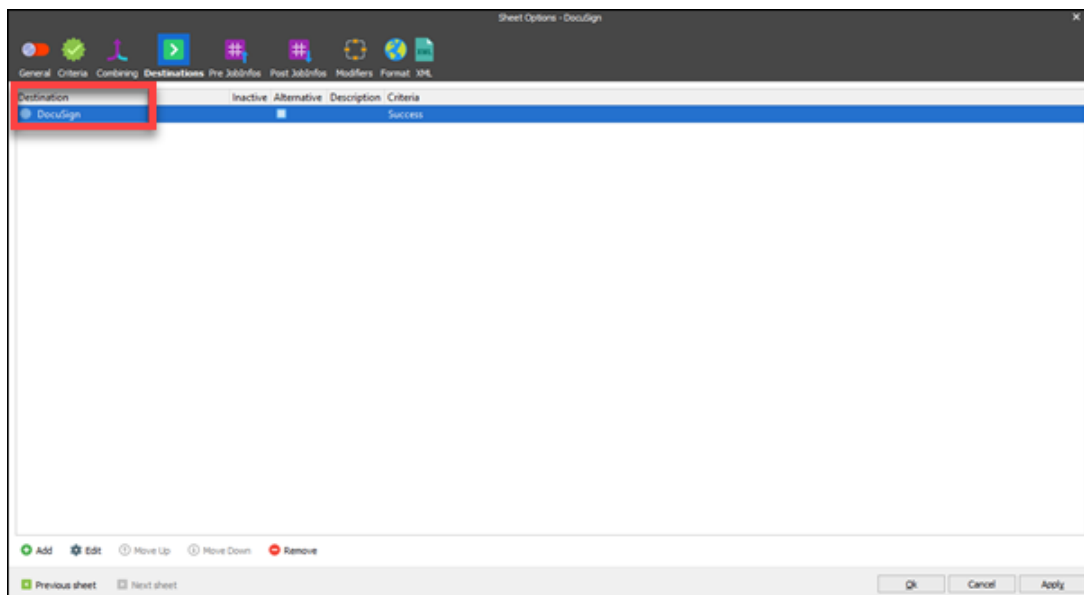 Sheet Options - DocuSign
General Criteria Combining Destinations Pre JobInfos Post JobInfos Modifiers Format XML
Destination Inactive Alternative Description Criteria
DocuSign Success
Add Edit Move Up Move Down Remove
Previous sheet Next sheet Ok Cancel Apply